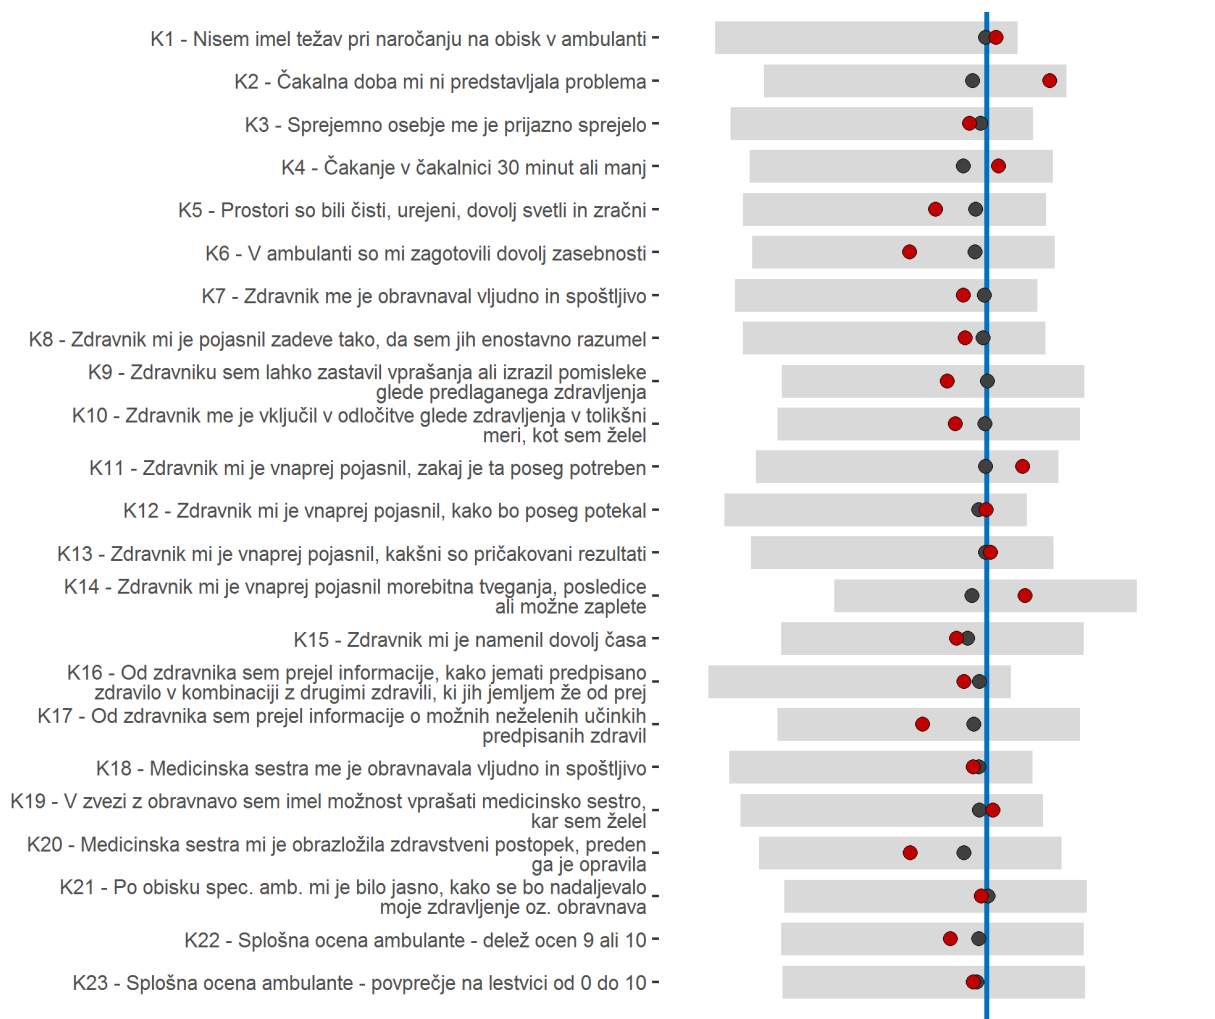 K1 - Nisem imel težav pri naročanju na obisk v ambulanti
K2 - Čakalna doba mi ni predstavljala problema
K3 - Sprejemno osebje me je prijazno sprejelo
K4 - Čakanje v čakalnici 30 minut ali manj
K5 - Prostori so bili čisti, urejeni, dovolj svetli in zračni
K6 - V ambulanti so mi zagotovili dovolj zasebnosti
K7 - Zdravnik me je obravnaval vljudno in spoštljivo
K8 - Zdravnik mi je pojasnil zadeve tako, da sem jih enostavno razumel
K9 - Zdravniku sem lahko zastavil vprašanja ali izrazil pomisleke
glede predlaganega zdravljenja
K10 - Zdravnik me je vključil v odločitve glede zdravljenja v tolikšni
meri, kot sem želel
K11 - Zdravnik mi je vnaprej pojasnil, zakaj je ta poseg potreben
K12 - Zdravnik mi je vnaprej pojasnil, kako bo poseg potekal
K13 - Zdravnik mi je vnaprej pojasnil, kakšni so pričakovani rezultati
K14 - Zdravnik mi je vnaprej pojasnil morebitna tveganja, posledice
ali možne zaplete
K15 - Zdravnik mi je namenil dovolj časa
K16 - Od zdravnika sem prejel informacije, kako jemati predpisano
zdravilo v kombinaciji z drugimi zdravili, ki jih jemljem že od prej
K17 - Od zdravnika sem prejel informacije o možnih neželenih učinkih
predpisanih zdravil
K18 - Medicinska sestra me je obravnavala vljudno in spoštljivo
K19 - V zvezi z obravnavo sem imel možnost vprašati medicinsko sestro,
kar sem želel
K20 - Medicinska sestra mi je obrazložila zdravstveni postopek, preden
ga je opravila
K21 - Po obisku spec. amb. mi je bilo jasno, kako se bo nadaljevalo
moje zdravljenje oz. obravnava
K22 - Splošna ocena ambulante - delež ocen 9 ali 10
K23 - Splošna ocena ambulante - povprečje na lestvici od 0 do 10